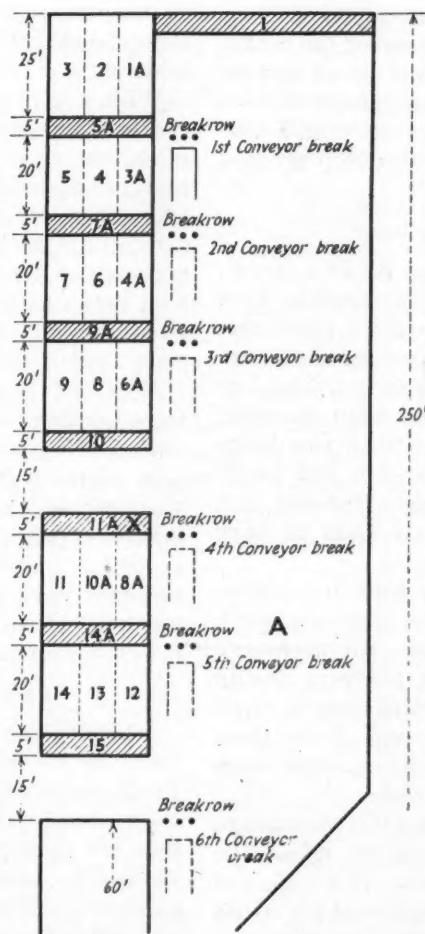 1
25'
3 2 1A
5'
5A
Breakrow
1st Conveyor break
20'
5 4 3A
5'
7A
Breakrow
2nd Conveyor break
20'
7 6 4A
5'
9A
Breakrow
3rd Conveyor break
20'
9 8 6A
250'
5'
10
15'
5'
11A X
Breakrow
4th Conveyor break
20'
11 10A 8A
A
5'
14A
Breakrow
5th Conveyor break
20'
14 13 12
5'
15
15'
Breakrow
6th Conveyor
break
60'